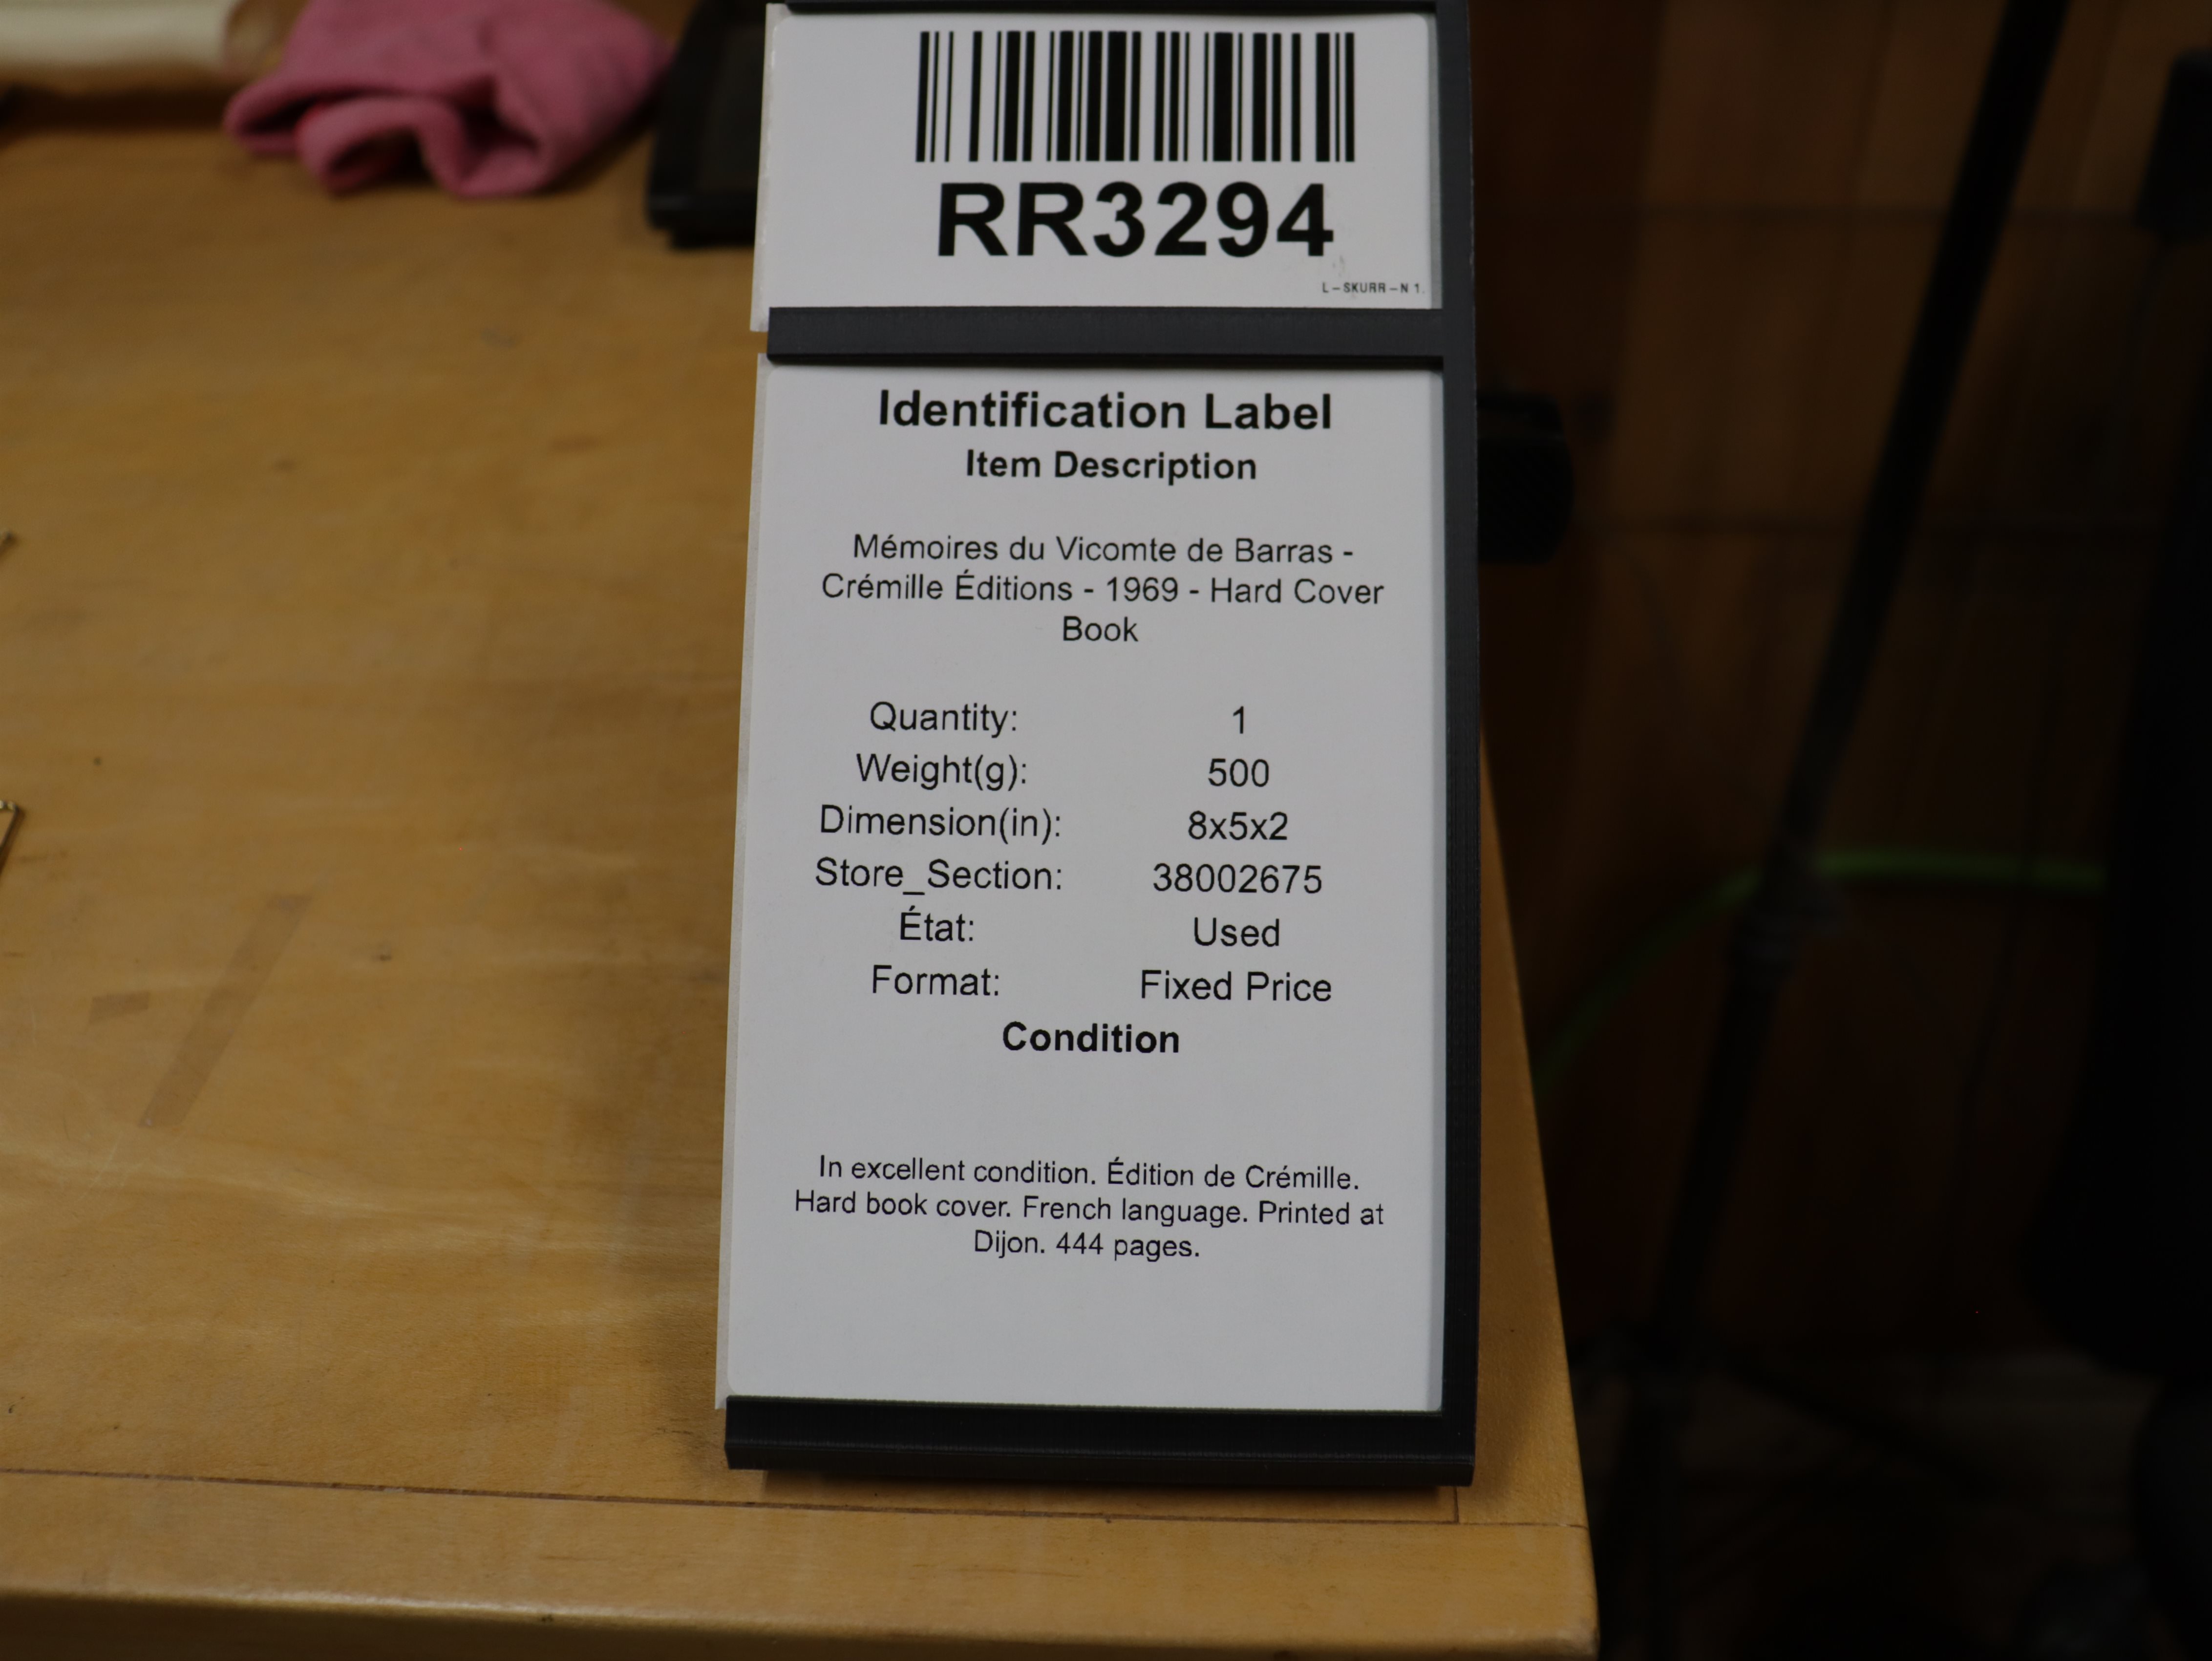 RR3294
L-SKURR-N 1.
Identification Label
Item Description
Mémoires du Vicomte de Barras -
Crémille Éditions - 1969 - Hard Cover
Book
Quantity: 1
Weight(g): 500
Dimension(in): 8x5x2
Store_Section: 38002675
État: Used
Format: Fixed Price
Condition
In excellent condition. Édition de Crémille.
Hard book cover. French language. Printed at
Dijon. 444 pages.